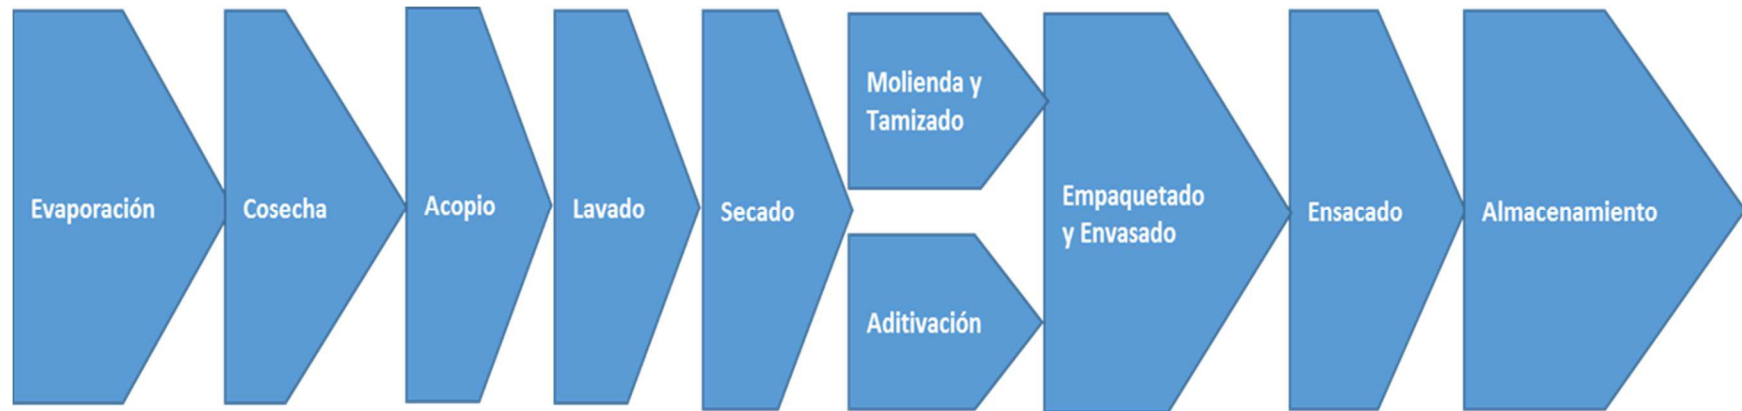 Evaporación
Cosecha
Acopio
Lavado
Secado
Molienda y
Tamizado
Aditivación
Empaquetado
y Envasado
Ensacado
Almacenamiento